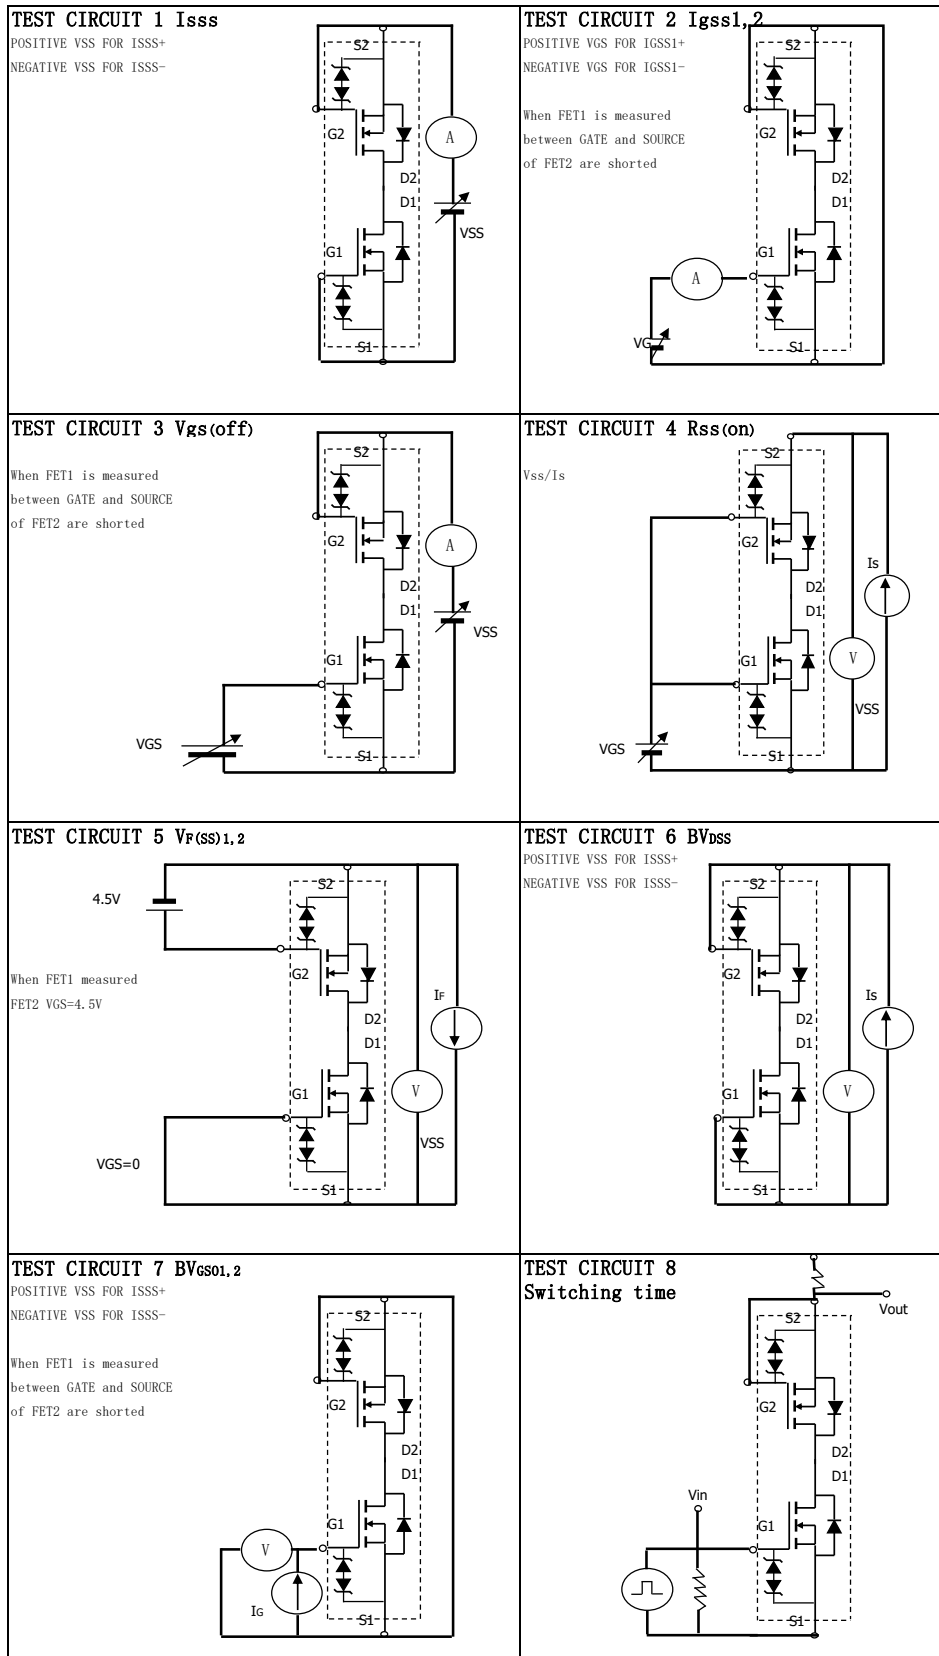 TEST CIRCUIT 1 Isss
POSITIVE VSS FOR ISSS+
NEGATIVE VSS FOR ISSS-
S2
G2
A
D2
D1
VSS
G1
S1
TEST CIRCUIT 2 Igss1,2
POSITIVE VGS FOR IGSS1+
NEGATIVE VGS FOR IGSS1-
When FET1 is measured
between GATE and SOURCE
of FET2 are shorted
S2
G2
D2
D1
G1
A
VG
S1
TEST CIRCUIT 3 Vgs(off)
When FET1 is measured
between GATE and SOURCE
of FET2 are shorted
S2
G2
A
D2
D1
VSS
G1
VGS
S1
TEST CIRCUIT 4 Rss(on)
Vss/Is
S2
G2
Is
D2
D1
G1
V
VSS
VGS
S1
TEST CIRCUIT 5 VF(SS)1,2
4.5V
S2
When FET1 measured
FET2 VGS=4.5V
G2
IF
D2
D1
G1
V
VSS
VGS=0
S1
TEST CIRCUIT 6 BVDSS
POSITIVE VSS FOR ISSS+
NEGATIVE VSS FOR ISSS-
S2
G2
Is
D2
D1
G1
V
S1
TEST CIRCUIT 7 BVGSO1,2
POSITIVE VSS FOR ISSS+
NEGATIVE VSS FOR ISSS-
When FET1 is measured
between GATE and SOURCE
of FET2 are shorted
S2
G2
D2
D1
G1
V
IG
S1
TEST CIRCUIT 8
Switching time
Vout
S2
G2
D2
D1
Vin
G1
S1